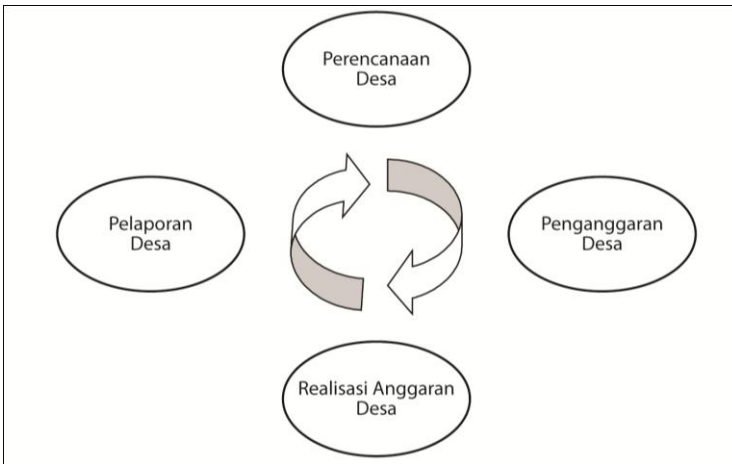 Perencanaan
Desa
Pelaporan
Desa
Penganggaran
Desa
Realisasi Anggaran
Desa